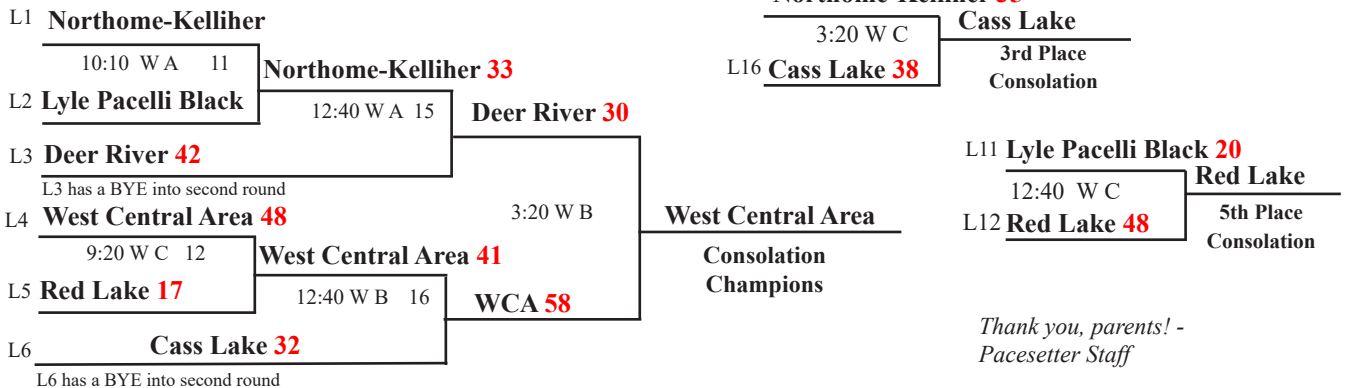 L1 Northome-Kelliher
10:10 W A 11
Northome-Kelliher 33
L2 Lyle Pacelli Black
12:40 W A 15
Deer River 30
L3 Deer River 42
L3 has a BYE into second round
L4 West Central Area 48
3:20 W B
West Central Area
9:20 W C 12
West Central Area 41
Consolation
Champions
L5 Red Lake 17
12:40 W B 16
WCA 58
L6 Cass Lake 32
L6 has a BYE into second round
Cass Lake
3:20 W C
3rd Place
Consolation
L16 Cass Lake 38
L11 Lyle Pacelli Black 20
Red Lake
12:40 W C
5th Place
Consolation
L12 Red Lake 48
Thank you, parents! -
Pacesetter Staff